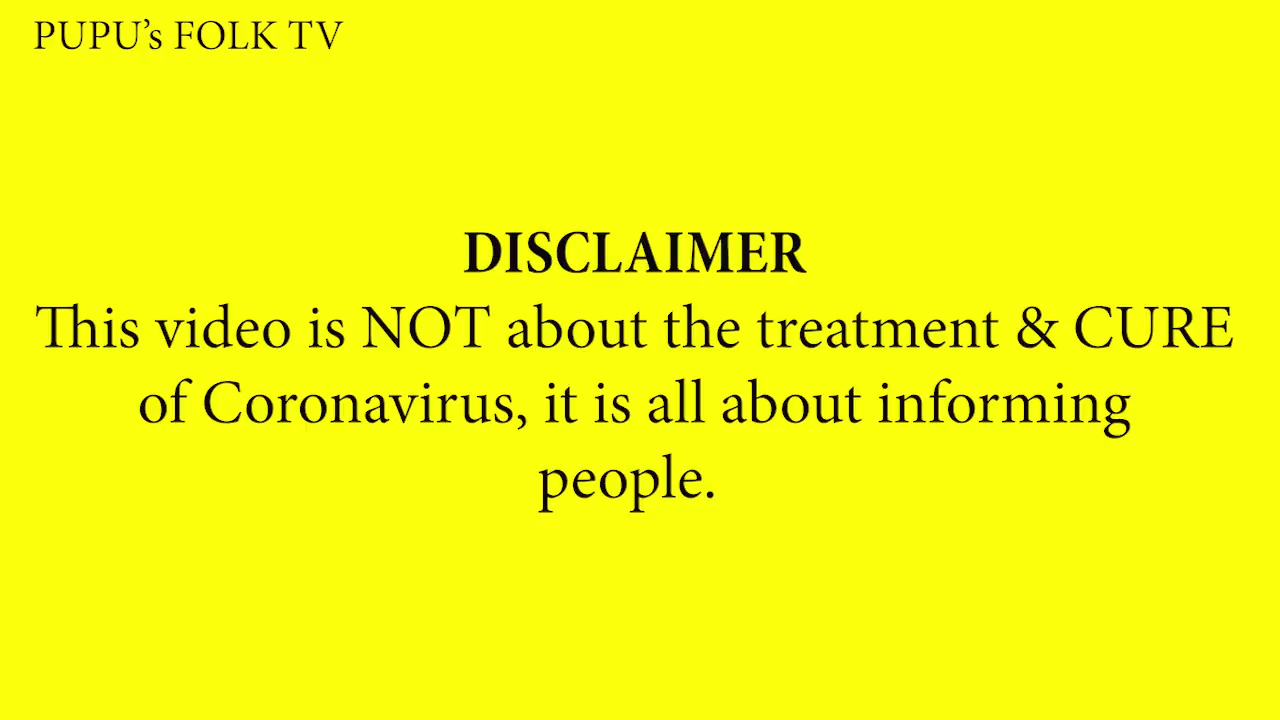 PUPU’s FOLK TV
DISCLAIMER
This video is NOT about the treatment & CURE
of Coronavirus, it is all about informing
people.